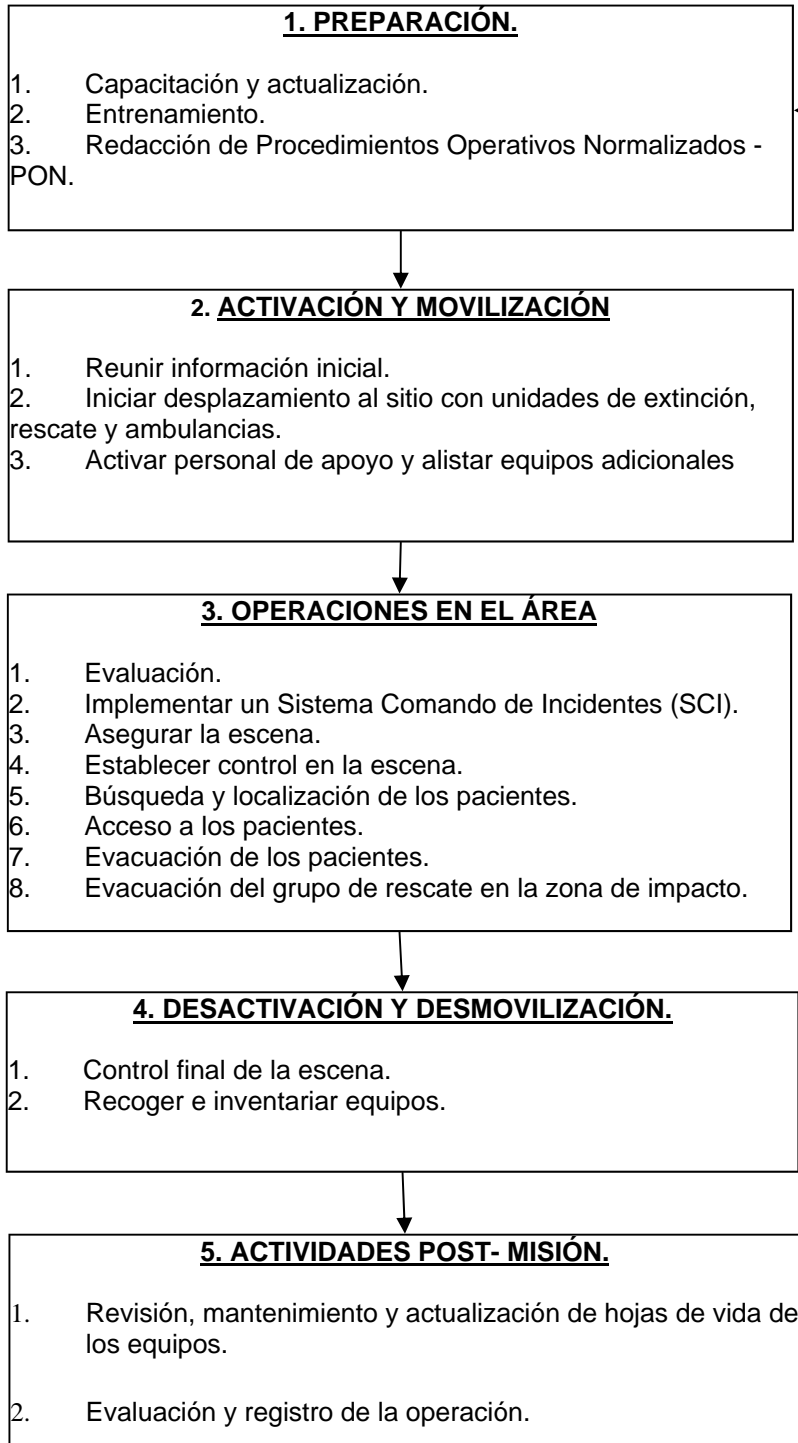 1. PREPARACIÓN.
1. Capacitación y actualización.
2. Entrenamiento.
3. Redacción de Procedimientos Operativos Normalizados -
PON.
2. ACTIVACIÓN Y MOVILIZACIÓN
1. Reunir información inicial.
2. Iniciar desplazamiento al sitio con unidades de extinción,
rescate y ambulancias.
3. Activar personal de apoyo y alistar equipos adicionales
3. OPERACIONES EN EL ÁREA
1. Evaluación.
2. Implementar un Sistema Comando de Incidentes (SCI).
3. Asegurar la escena.
4. Establecer control en la escena.
5. Búsqueda y localización de los pacientes.
6. Acceso a los pacientes.
7. Evacuación de los pacientes.
8. Evacuación del grupo de rescate en la zona de impacto.
4. DESACTIVACIÓN Y DESMOVILIZACIÓN.
1. Control final de la escena.
2. Recoger e inventariar equipos.
5. ACTIVIDADES POST- MISIÓN.
1. Revisión, mantenimiento y actualización de hojas de vida de
los equipos.
2. Evaluación y registro de la operación.